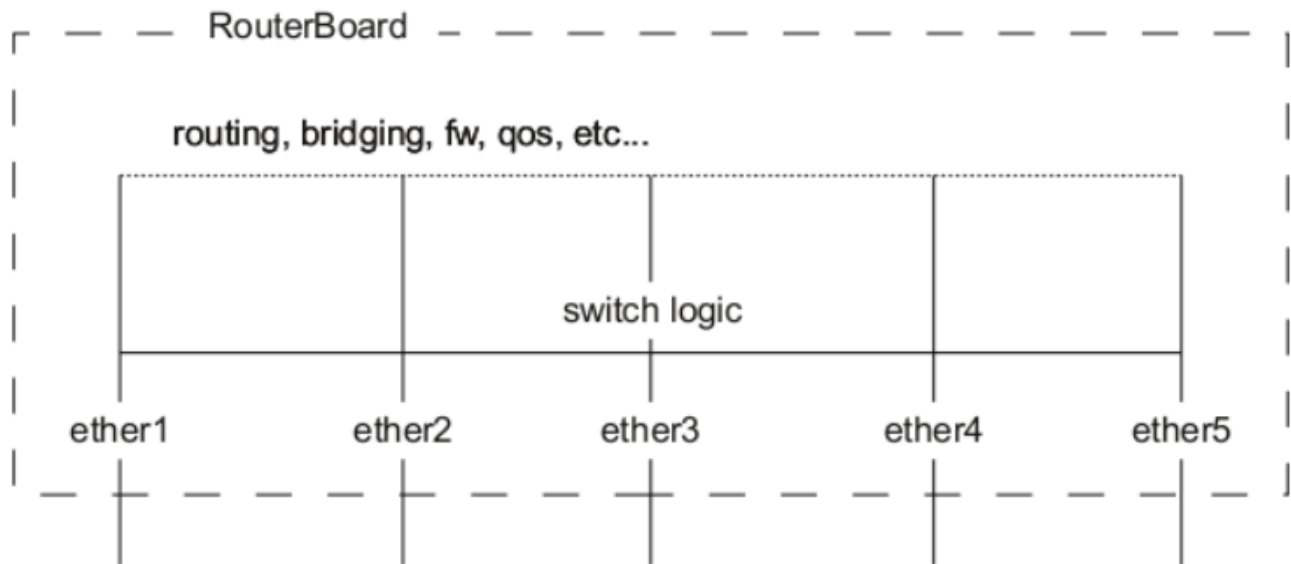 RouterBoard
routing, bridging, fw, qos, etc...
switch logic
ether1 ether2 ether3 ether4 ether5